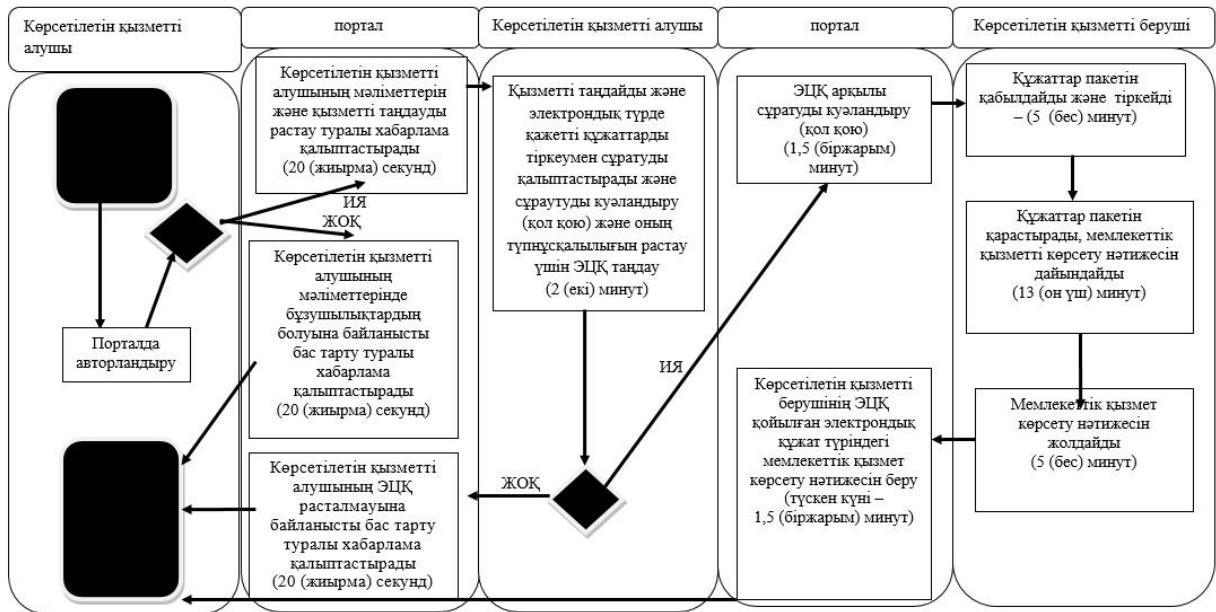 Көрсетілетін қызметті
алушы
портал
Көрсетілетін қызметті алушы
портал
Көрсетілетін қызметті беруші
Порталда
авторландыру
Көрсетілетін қызметті
алушының мәліметтерін
және қызметті таңдауды
растау туралы хабарлама
қалыптастырады
(20 (жиырма) секунд)
ИЯ
ЖОҚ
Көрсетілетін қызметті
алушының
мәліметтерінде
бұзушылықтардың
болуына байланысты
бас тарту туралы
хабарлама
қалыптастырады
(20 (жиырма) секунд)
Көрсетілетін қызметті
алушының ЭЦҚ
расталмауына
байланысты бас тарту
туралы хабарлама
қалыптастырады
(20 (жиырма) секунд)
Қызметті таңдайды және
электрондық түрде
қажетті құжаттарды
тіркеумен сұратуды
қалыптастырады және
сұраутуды куәландыру
(қол қою) және оның
түпнұсқалылығын растау
үшін ЭЦҚ таңдау
(2 (екі) минут)
ЖОҚ
ИЯ
ЭЦҚ арқылы
сұратуды куәландыру
(қол қою)
(1,5 (біржарым)
минут)
Көрсетілетін қызметті
берушінің ЭЦҚ
қойылған электрондық
құжат түріндегі
мемлекеттік қызмет
көрсету нәтижесін беру
(түскен күні –
1,5 (біржарым) минут)
Құжаттар пакетін
қабылдайды және тіркейді
– (5 (бес) минут)
Құжаттар пакетін
қарастырады, мемлекеттік
қызметті көрсету нәтижесін
дайындайды
(13 (он үш) минут)
Мемлекеттік қызмет
көрсету нәтижесін
жолдайды
(5 (бес) минут)